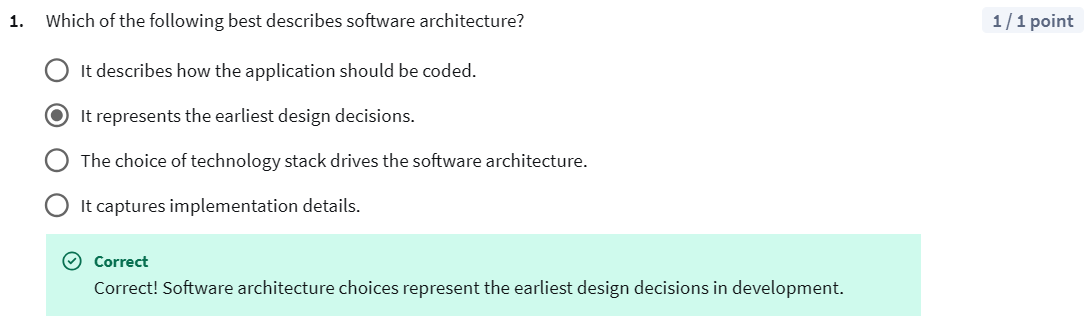 1. Which of the following best describes software architecture? 1 / 1 point
It describes how the application should be coded.
It represents the earliest design decisions.
The choice of technology stack drives the software architecture.
It captures implementation details.
Correct
Correct! Software architecture choices represent the earliest design decisions in development.